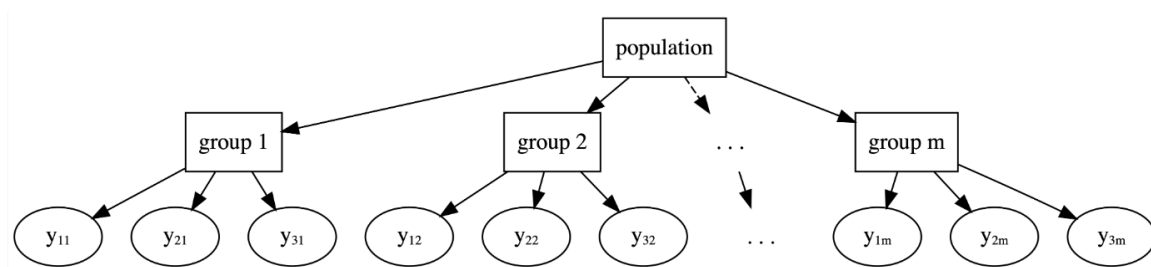 population
group 1 group 2 ... group m
y₁₁ y₂₁ y₃₁ y₁₂ y₂₂ y₃₂ ... y₁ₘ y₂ₘ y₃ₘ